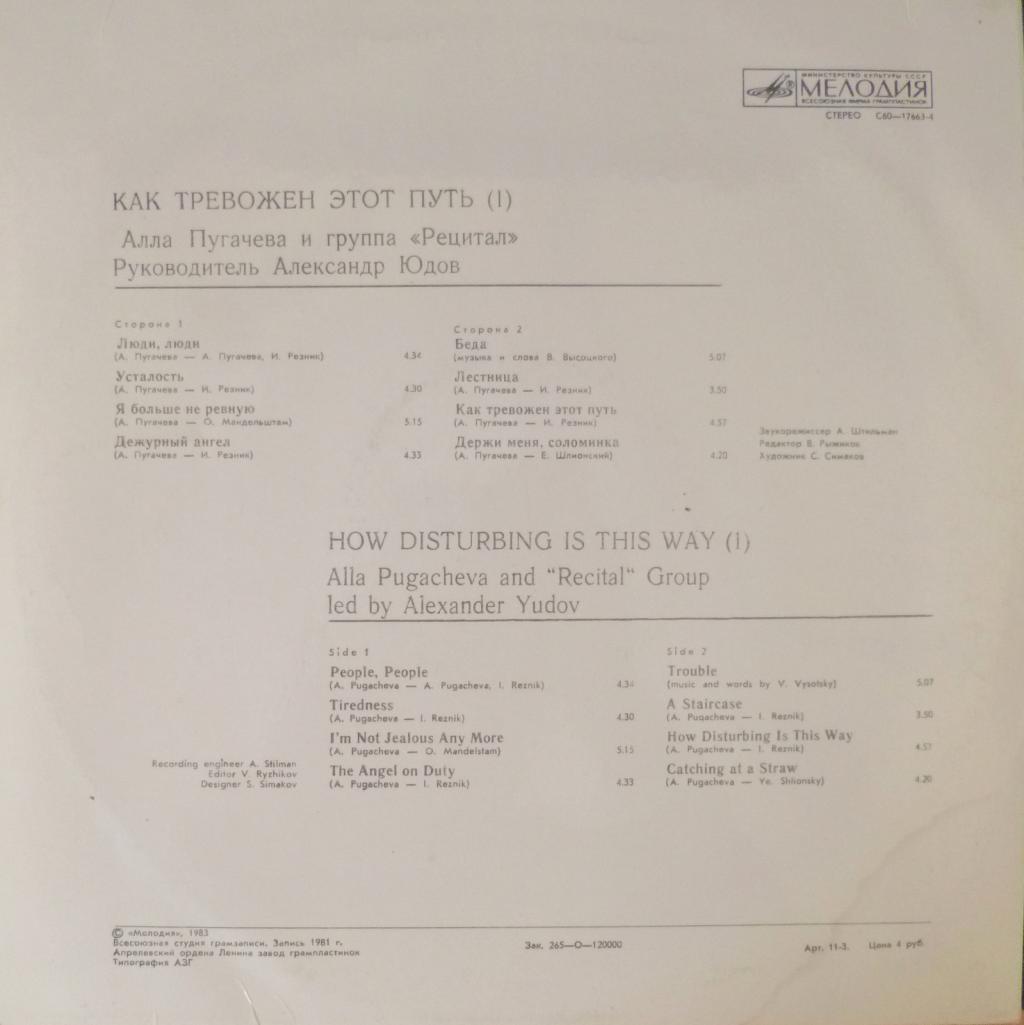 МИНИСТЕРСТВО КУЛЬТУРЫ СССР
МЕЛОДИЯ
ВСЕСОЮЗНАЯ ФИРМА ГРАМПЛАСТИНОК
СТЕРЕО С60—17663-4
КАК ТРЕВОЖЕН ЭТОТ ПУТЬ (1)
Алла Пугачева и группа «Рецитал»
Руководитель Александр Юдов
Сторона 1
Люди, люди
(А. Пугачева — А. Пугачева, И. Резник) 4.34
Усталость
(А. Пугачева — И. Резник) 4.30
Я больше не ревную
(А. Пугачева — О. Мандельштам) 5.15
Дежурный ангел
(А. Пугачева — И. Резник) 4.33
Сторона 2
Беда
(музыка и слова В. Высоцкого) 5.07
Лестница
(А. Пугачева — И. Резник) 3.50
Как тревожен этот путь
(А. Пугачева — И. Резник) 4.57
Держи меня, соломинка
(А. Пугачева — Е. Шлионский) 4.20
Звукорежиссер А. Штильман
Редактор В. Рыжиков
Художник С. Симаков
HOW DISTURBING IS THIS WAY (1)
Alla Pugacheva and “Recital“ Group
led by Alexander Yudov
Side 1
People, People
(A. Pugacheva — A. Pugacheva, I. Reznik) 4.34
Tiredness
(A. Pugacheva — I. Reznik) 4.30
I'm Not Jealous Any More
(A. Pugacheva — O. Mandelstam) 5.15
The Angel on Duty
(A. Pugacheva — I. Reznik) 4.33
Side 2
Trouble
(music and words by V. Vysotsky) 5.07
A Staircase
(A. Pugacheva — I. Reznik) 3.50
How Disturbing Is This Way
(A. Pugacheva — I. Reznik) 4.57
Catching at a Straw
(A. Pugacheva — Ye. Shlionsky) 4.20
Recording engineer A. Stilman
Editor V. Ryzhikov
Designer S. Simakov
© «Мелодия», 1983
Всесоюзная студия грамзаписи. Запись 1981 г.
Апрелевский ордена Ленина завод грампластинок
Типография АЗГ
Зак. 265—О—120000
Арт. 11-3. Цена 4 руб.